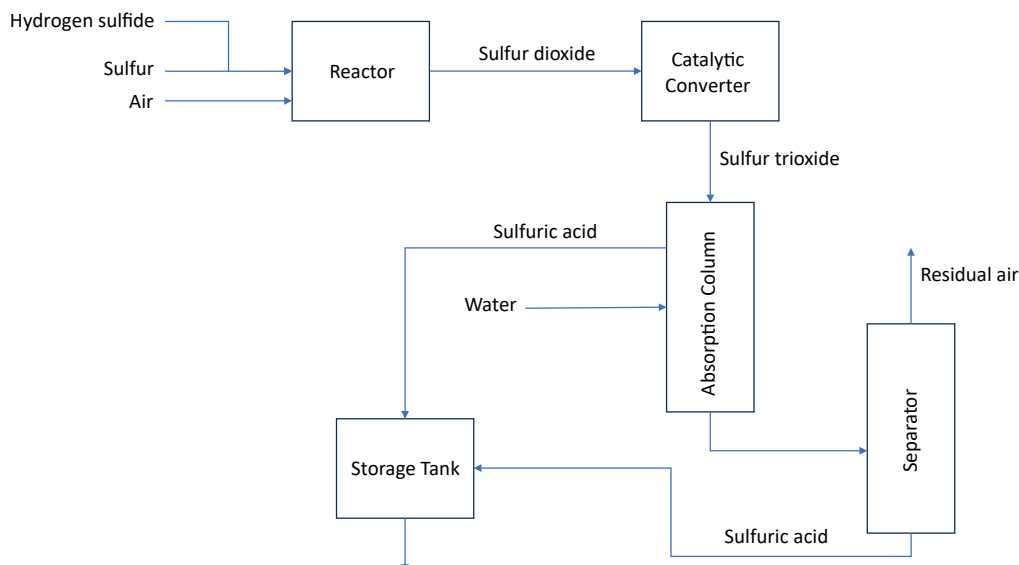 Hydrogen sulfide
Sulfur
Air
Reactor
Sulfur dioxide
Catalytic
Converter
Sulfur trioxide
Sulfuric acid
Water
Absorption Column
Residual air
Storage Tank
Separator
Sulfuric acid